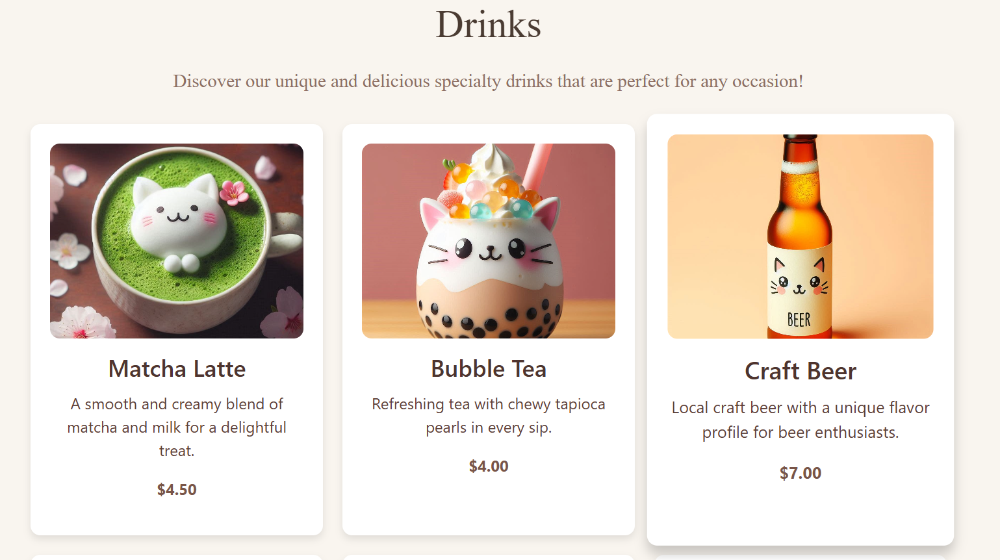 Drinks
Discover our unique and delicious specialty drinks that are perfect for any occasion!
BEER
Matcha Latte
A smooth and creamy blend of
matcha and milk for a delightful
treat.
$4.50
Bubble Tea
Refreshing tea with chewy tapioca
pearls in every sip.
$4.00
Craft Beer
Local craft beer with a unique flavor
profile for beer enthusiasts.
$7.00